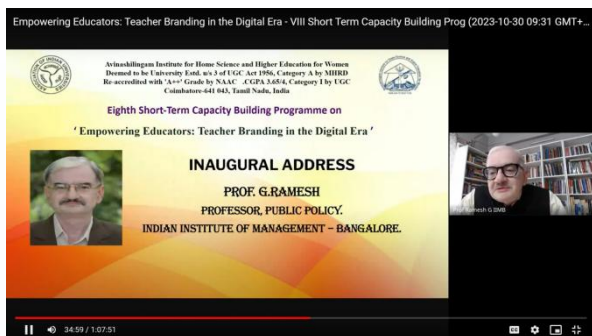 Empowering Educators: Teacher Branding in the Digital Era - VIII Short Term Capacity Building Prog (2023-10-30 09:31 GMT+...
Avinashilingam Institute for Home Science and Higher Education for Women
Deemed to be University Estd. u/s 3 of UGC Act 1956, Category A by MHRD
Re-accredited with 'A++' Grade by NAAC .CGPA 3.65/4, Category I by UGC
Coimbatore-641 043, Tamil Nadu, India
Eighth Short-Term Capacity Building Programme on
' Empowering Educators: Teacher Branding in the Digital Era '
INAUGURAL ADDRESS
PROF. G.RAMESH
PROFESSOR, PUBLIC POLICY.
INDIAN INSTITUTE OF MANAGEMENT – BANGALORE.
Ramesh G IIMB
34:59 / 1:07:51